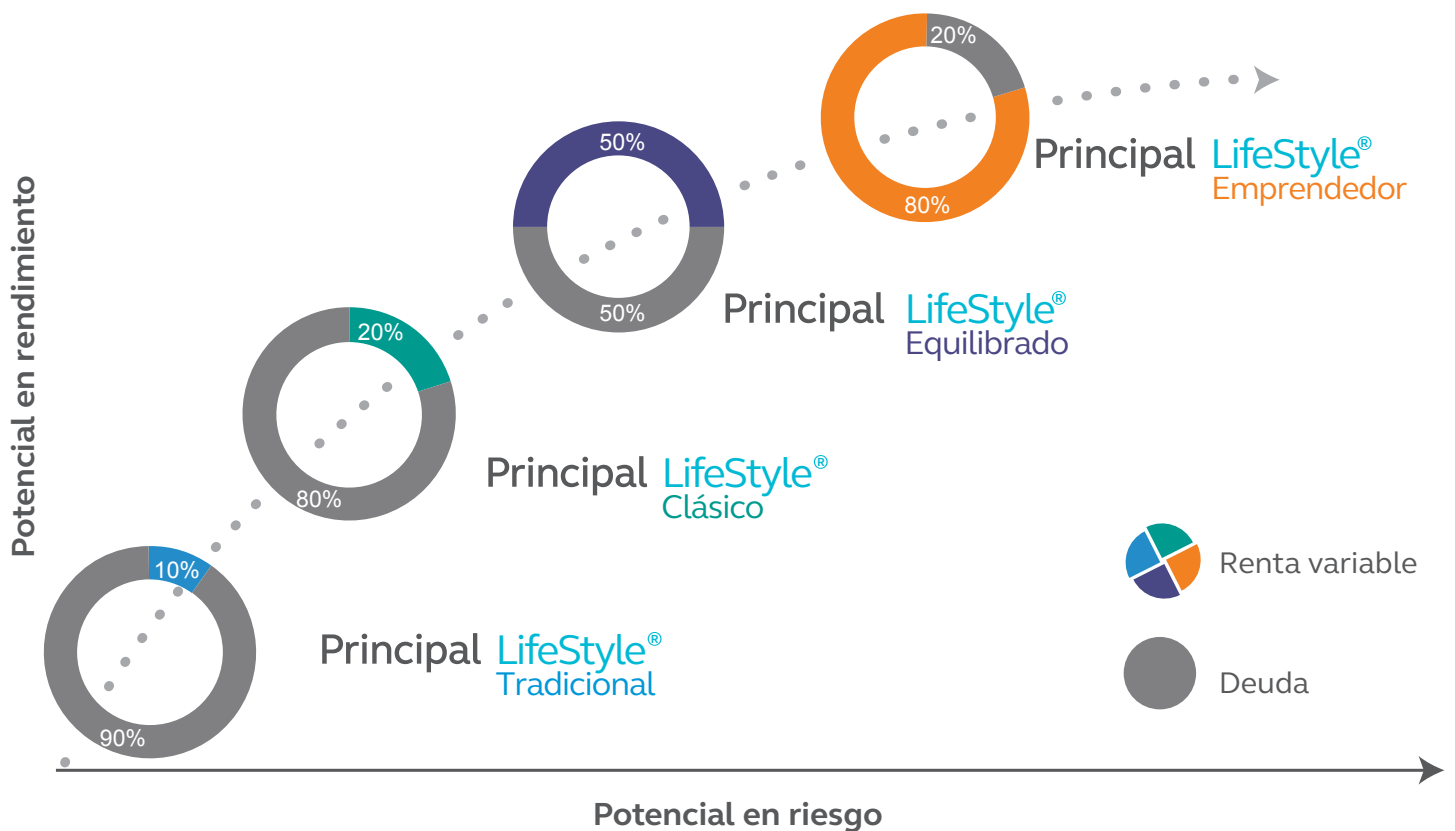 20%
80%
Principal LifeStyle®
Emprendedor
50%
50%
Principal LifeStyle®
Equilibrado
20%
80%
Principal LifeStyle®
Clásico
10%
90%
Principal LifeStyle®
Tradicional
Renta variable
Deuda
Potencial en rendimiento
Potencial en riesgo